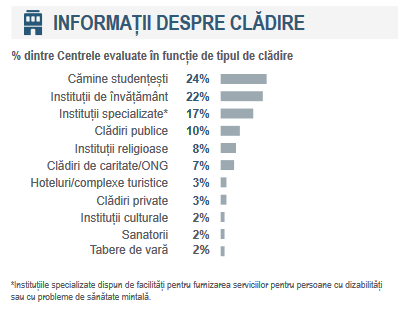 INFORMAȚII DESPRE CLĂDIRE
% dintre Centrele evaluate în funcție de tipul de clădire
Cămine studențești 24%
Instituții de învățământ 22%
Instituții specializate* 17%
Clădiri publice 10%
Instituții religioase 8%
Clădiri de caritate/ONG 7%
Hoteluri/complexe turistice 3%
Clădiri private 3%
Instituții culturale 2%
Sanatorii 2%
Tabere de vară 2%
*Instituțiile specializate dispun de facilități pentru furnizarea serviciilor pentru persoane cu dizabilități
sau cu probleme de sănătate mintală.